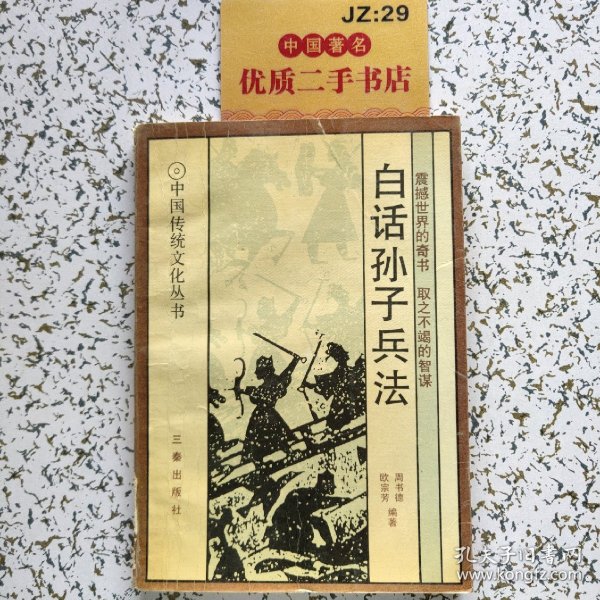 JZ:29
中国著名
优质二手书店
震撼世界的奇书 取之不竭的智谋
白话孙子兵法
周书德
欧宗芳
编著
中国传统文化丛书
三秦出版社
孔夫子旧书网
www.kongfz.com